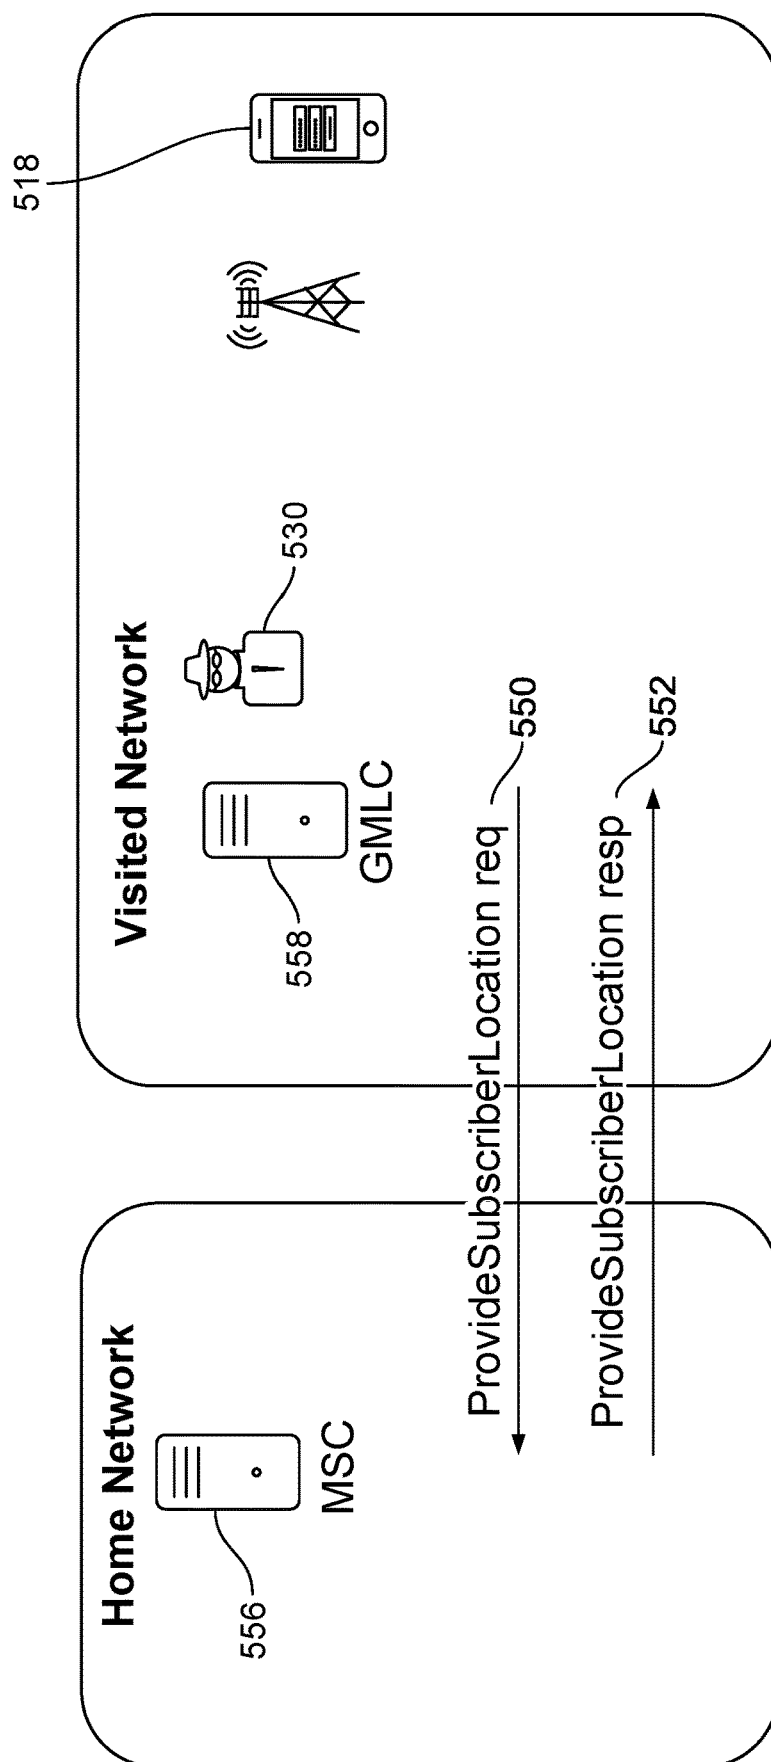 Home Network
556
MSC
Visited Network
558
GMLC
530
518
ProvideSubscriberLocation req
550
ProvideSubscriberLocation resp
552